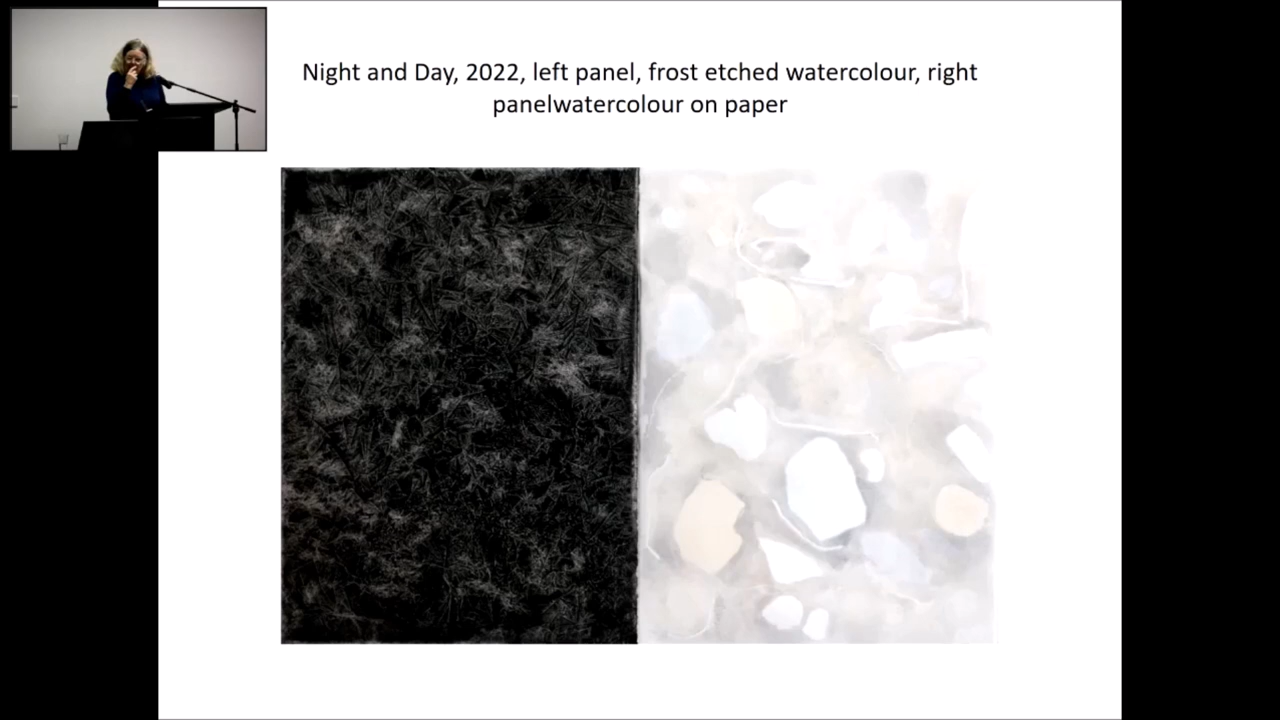 Night and Day, 2022, left panel, frost etched watercolour, right
panelwatercolour on paper